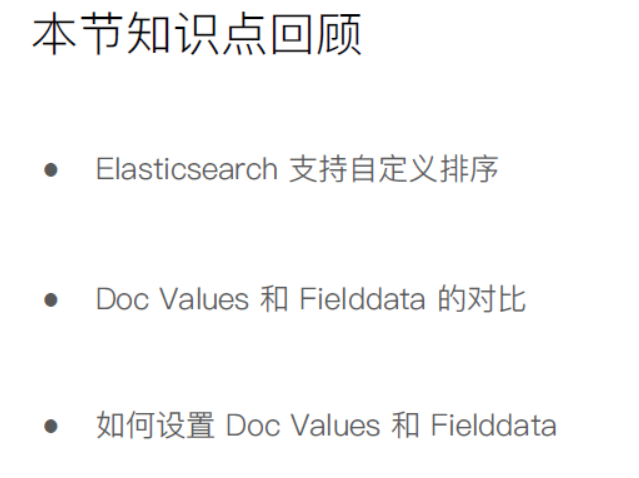 本节知识点回顾
● Elasticsearch 支持自定义排序
● Doc Values 和 Fielddata 的对比
● 如何设置 Doc Values 和 Fielddata